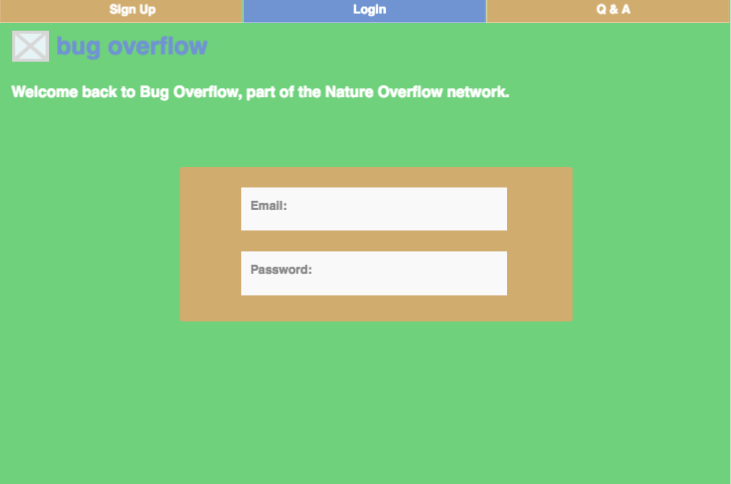 Sign Up Login Q & A
bug overflow
Welcome back to Bug Overflow, part of the Nature Overflow network.
Email:
Password: